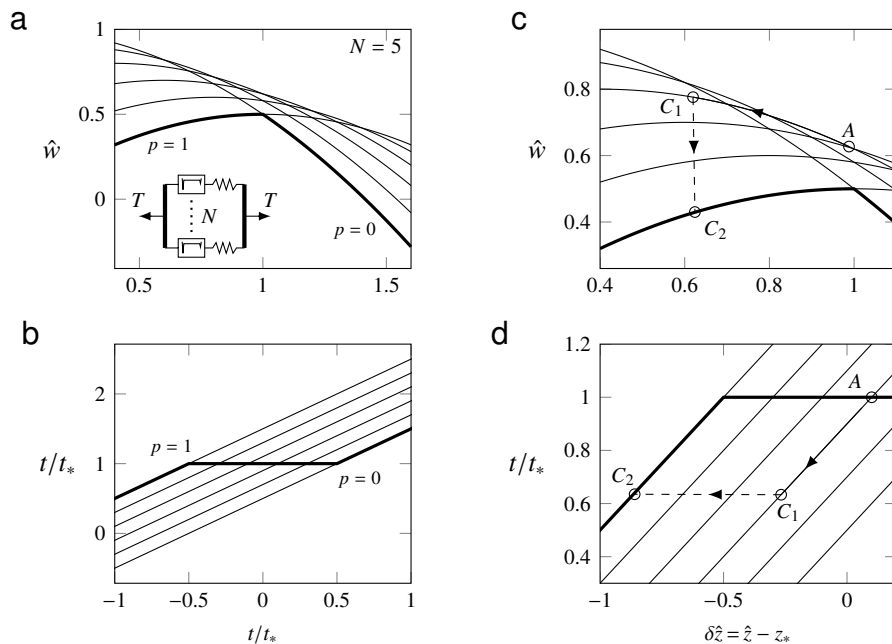 a
1
0.5
0
ŵ
N = 5
p = 1
p = 0
T
N
T
0.5
1
1.5
c
0.8
0.6
0.4
ŵ
C1
A
C2
0.4
0.6
0.8
1
b
2
1
0
t/t*
p = 1
p = 0
−1
−0.5
0
0.5
1
t/t*
d
1.2
1
0.8
0.6
0.4
t/t*
A
C2
C1
−1
−0.5
0
δẑ = ẑ − z*